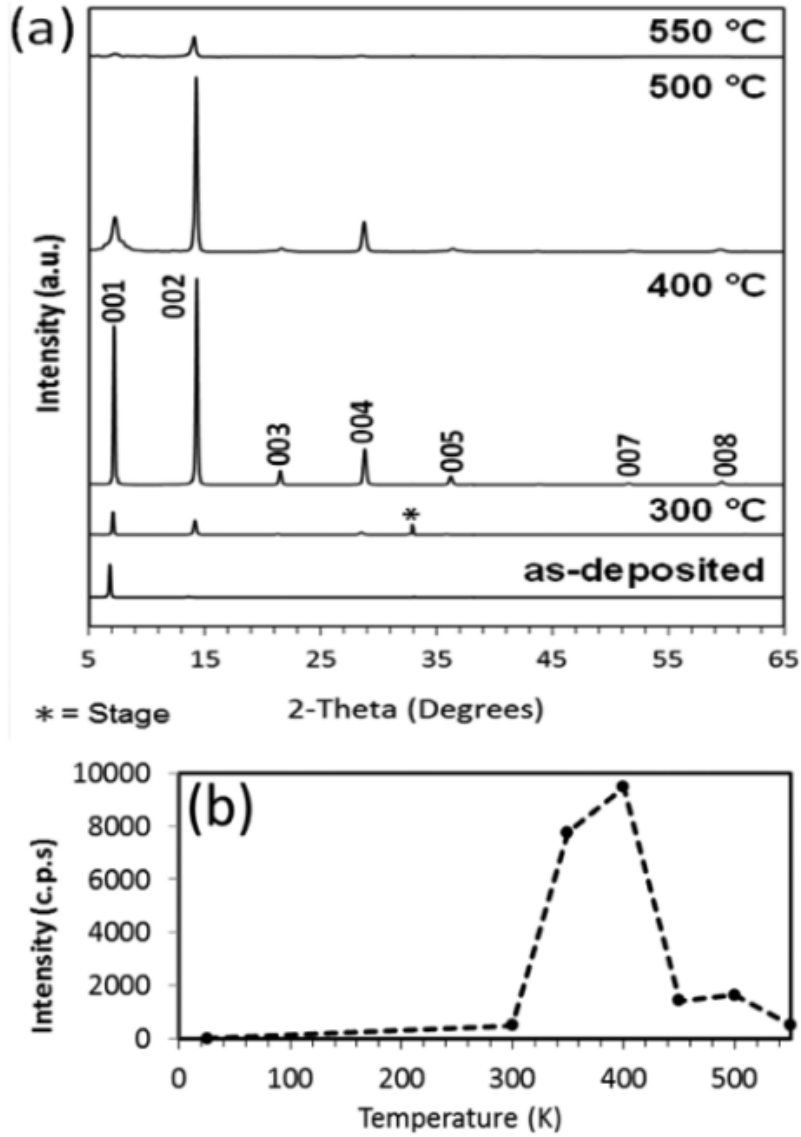 (a)
550 °C
500 °C
400 °C
001
002
003
004
005
007
008
300 °C
*
as-deposited
Intensity (a.u.)
5 15 25 35 45 55 65
* = Stage
2-Theta (Degrees)
(b)
10000
8000
6000
4000
2000
0
Intensity (c.p.s)
0 100 200 300 400 500
Temperature (K)